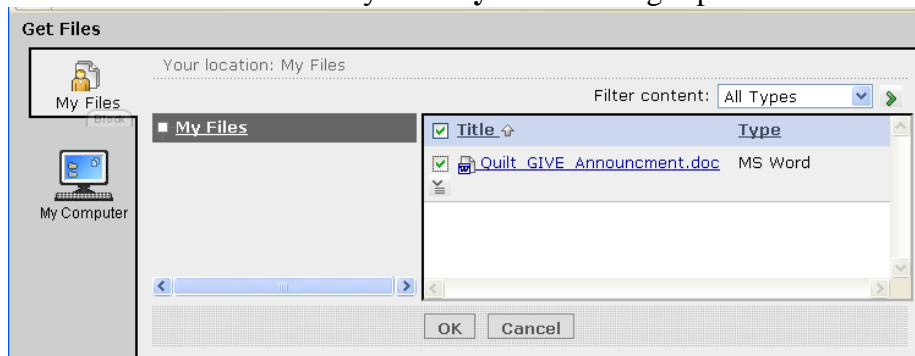 Get Files
Your location: My Files
My Files
Filter content: All Types
Block
My Files
Title Type
Quilt_GIVE_Announcment.doc MS Word
My Computer
OK Cancel